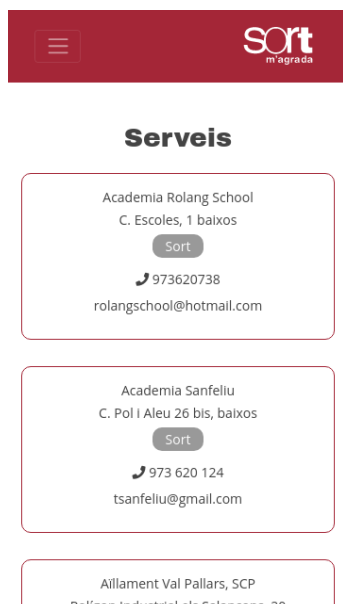 Sort
m'agrada
Serveis
Academia Rolang School
C. Escoles, 1 baixos
Sort
973620738
rolangschool@hotmail.com
Academia Sanfeliu
C. Pol i Aleu 26 bis, baixos
Sort
973 620 124
tsanfeliu@gmail.com
Aïllament Val Pallars, SCP